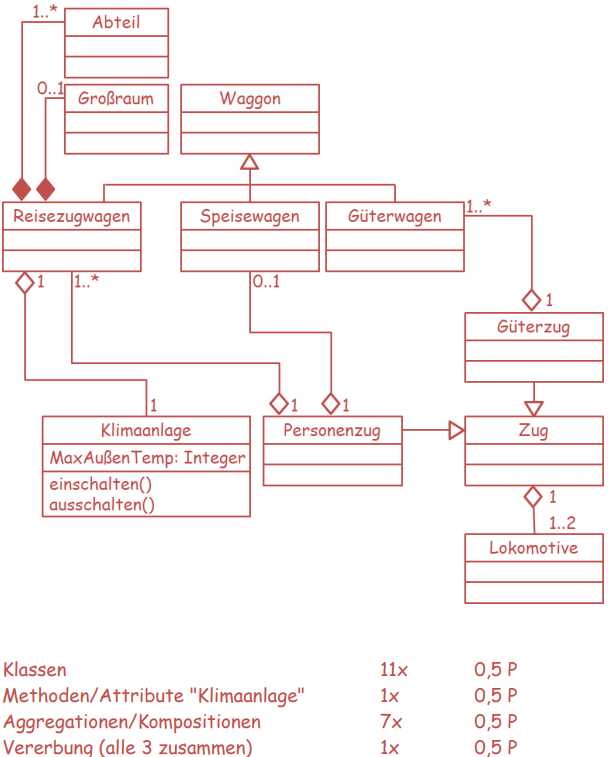 1..*
Abteil
0..1
Großraum
Waggon
Reisezugwagen
Speisewagen
Güterwagen
1..*
1
1..*
0..1
1
Güterzug
1
1
1
Klimaanlage
Personenzug
Zug
MaxAußenTemp: Integer
einschalten()
ausschalten()
1
1..2
Lokomotive
Klassen 11x 0,5 P
Methoden/Attribute "Klimaanlage" 1x 0,5 P
Aggregationen/Kompositionen 7x 0,5 P
Vererbung (alle 3 zusammen) 1x 0,5 P